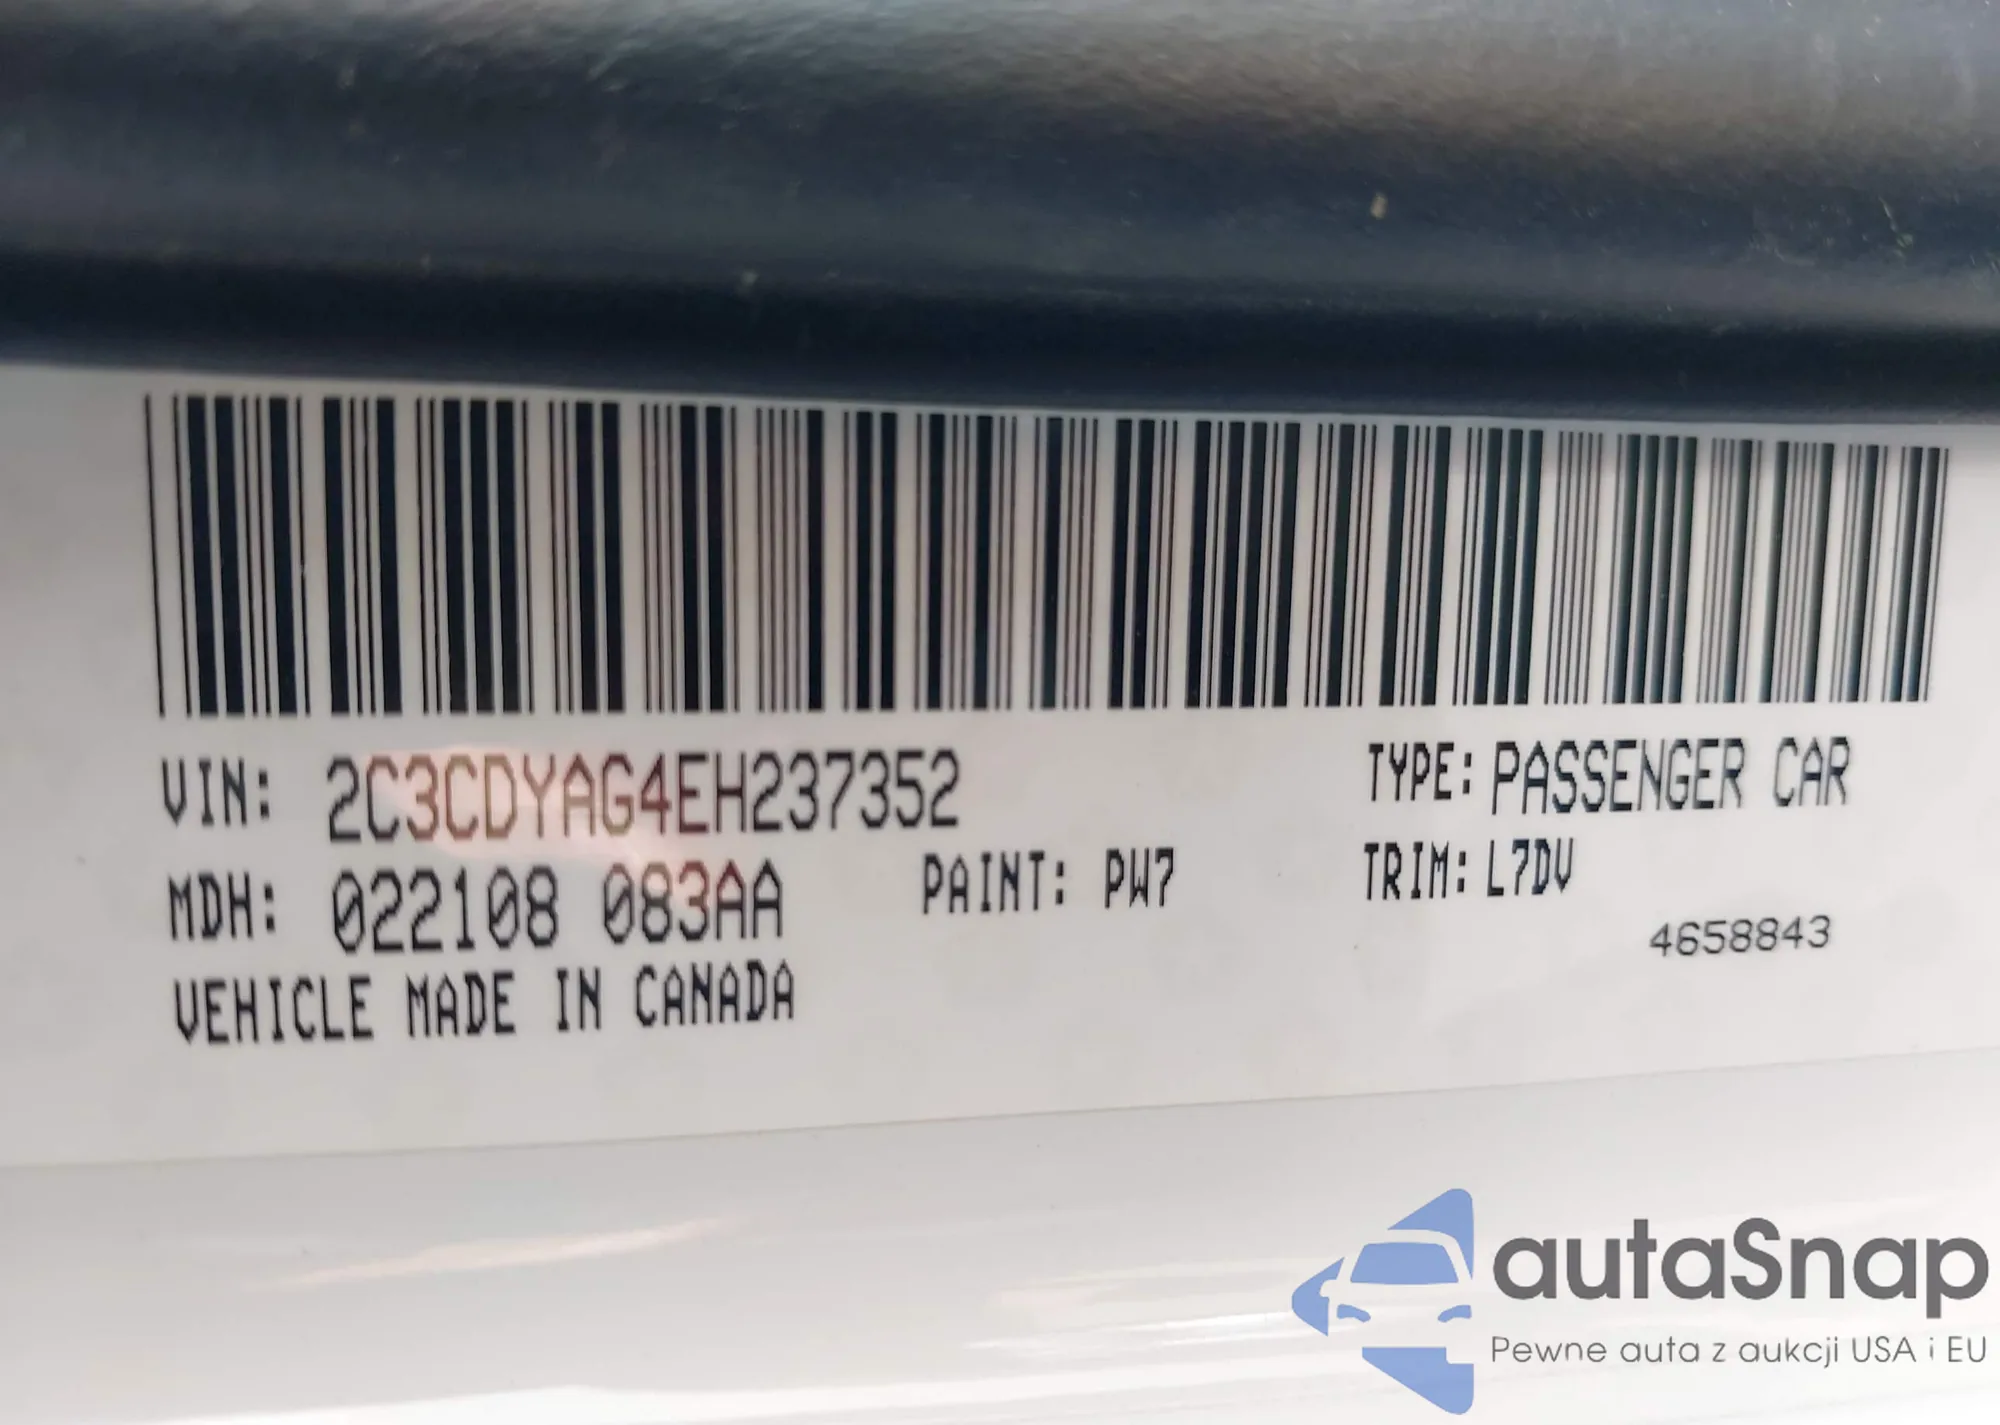 VIN: 2C3CDYAG4EH237352
TYPE: PASSENGER CAR
MDH: 022108 083AA
PAINT: PW7
TRIM: L7DV
4658843
VEHICLE MADE IN CANADA
autaSnap
Pewne auta z aukcji USA i EU